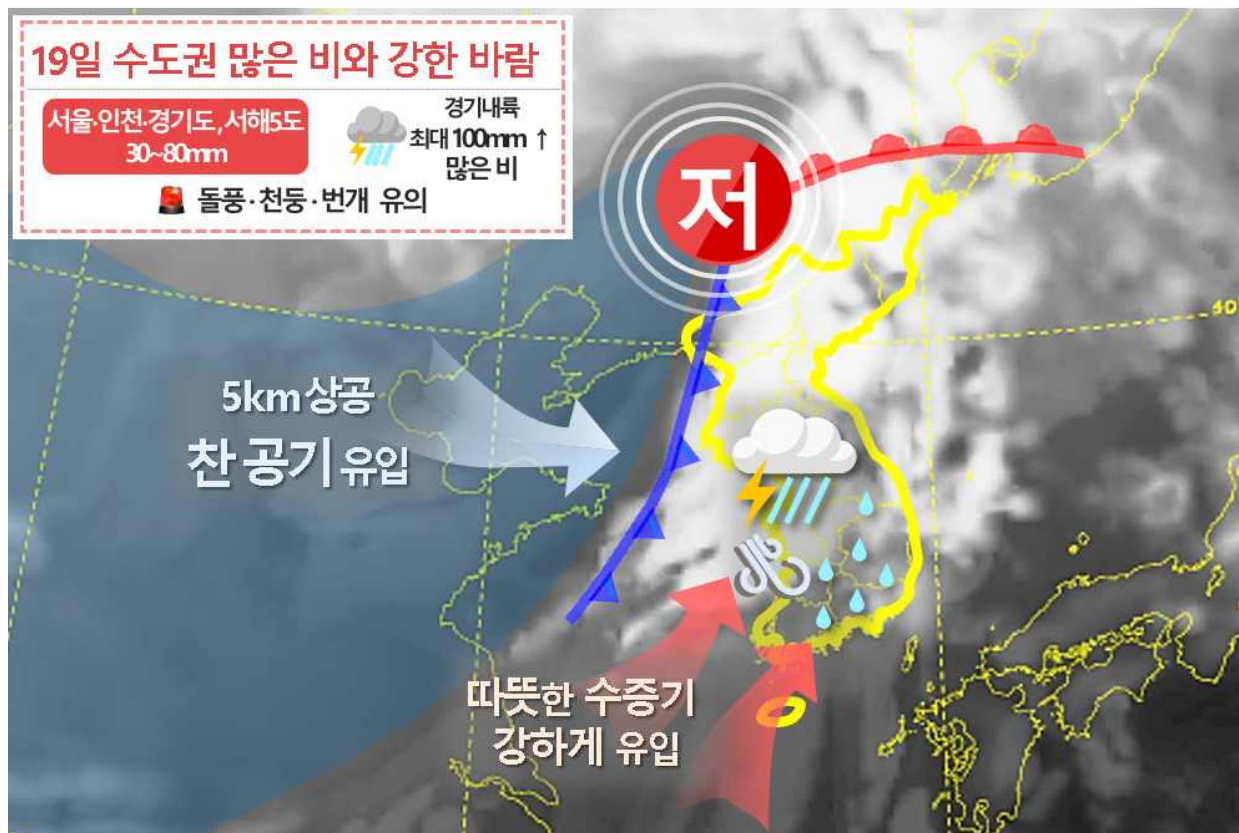 19일 수도권 많은 비와 강한 바람
서울·인천·경기도, 서해5도
30~80mm
경기내륙
최대 100mm ↑
많은 비
돌풍·천둥·번개 유의
저
40
5km 상공
찬 공기 유입
따뜻한 수증기
강하게 유입